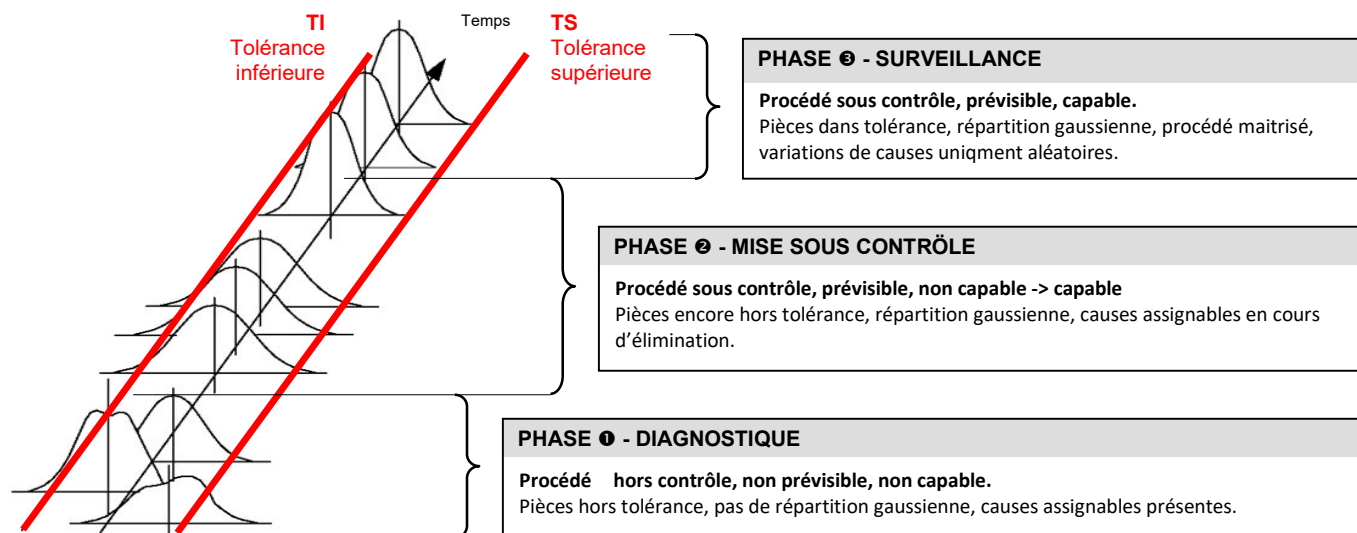 TI
Tolérance
inférieure
Temps
TS
Tolérance
supérieure
PHASE ❸ - SURVEILLANCE
Procédé sous contrôle, prévisible, capable.
Pièces dans tolérance, répartition gaussienne, procédé maitrisé,
variations de causes uniqment aléatoires.
PHASE ❷ - MISE SOUS CONTRÖLE
Procédé sous contrôle, prévisible, non capable -> capable
Pièces encore hors tolérance, répartition gaussienne, causes assignables en cours
d’élimination.
PHASE ❶ - DIAGNOSTIQUE
Procédé hors contrôle, non prévisible, non capable.
Pièces hors tolérance, pas de répartition gaussienne, causes assignables présentes.